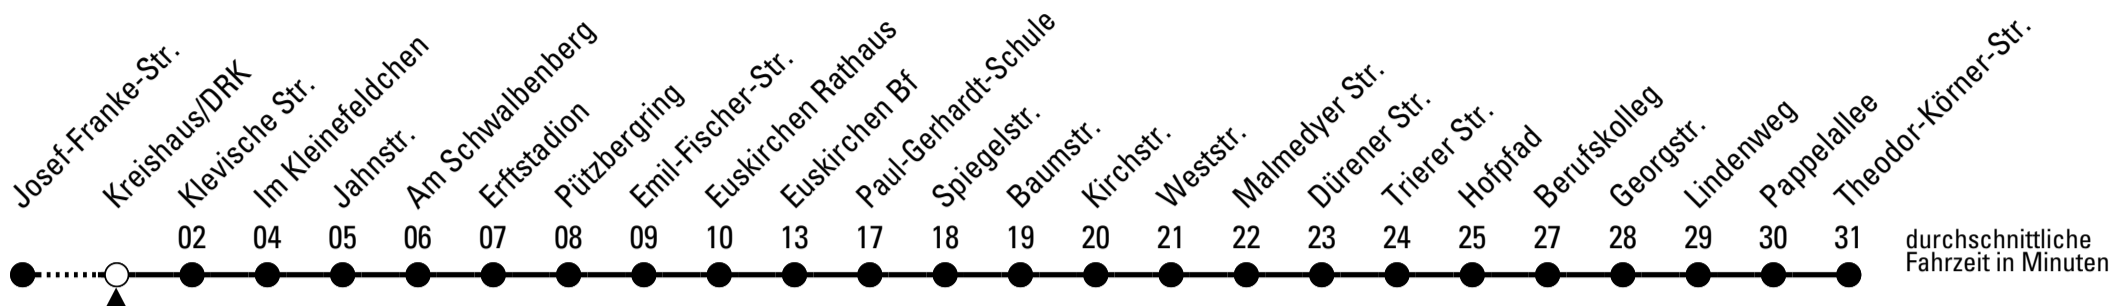 Josef-Franke-Str.
Kreishaus/DRK
Klevische Str.
Im Kleinefeldchen
Jahnstr.
Am Schwalbenberg
Erftstadion
Pützbergring
Emil-Fischer-Str.
Euskirchen Rathaus
Euskirchen Bf
Paul-Gerhardt-Schule
Spiegelstr.
Baumstr.
Kirchstr.
Weststr.
Malmedyer Str.
Dürener Str.
Trierer Str.
Hofpfad
Berufskolleg
Georgstr.
Lindenweg
Pappelallee
Theodor-Körner-Str.
02 04 05 06 07 08 09 10 13 17 18 19 20 21 22 23 24 25 27 28 29 30 31
durchschnittliche
Fahrzeit in Minuten